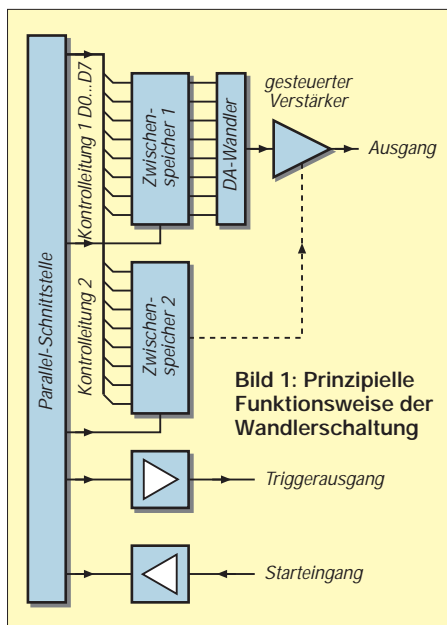 Parallel-Schnittstelle
Kontrolleitung 1 D0...D7
Zwischen-
speicher 1
DA-Wandler
gesteuerter
Verstärker
Ausgang
Kontrolleitung 2
Zwischen-
speicher 2
Bild 1: Prinzipielle
Funktionsweise der
Wandlerschaltung
Triggerausgang
Starteingang